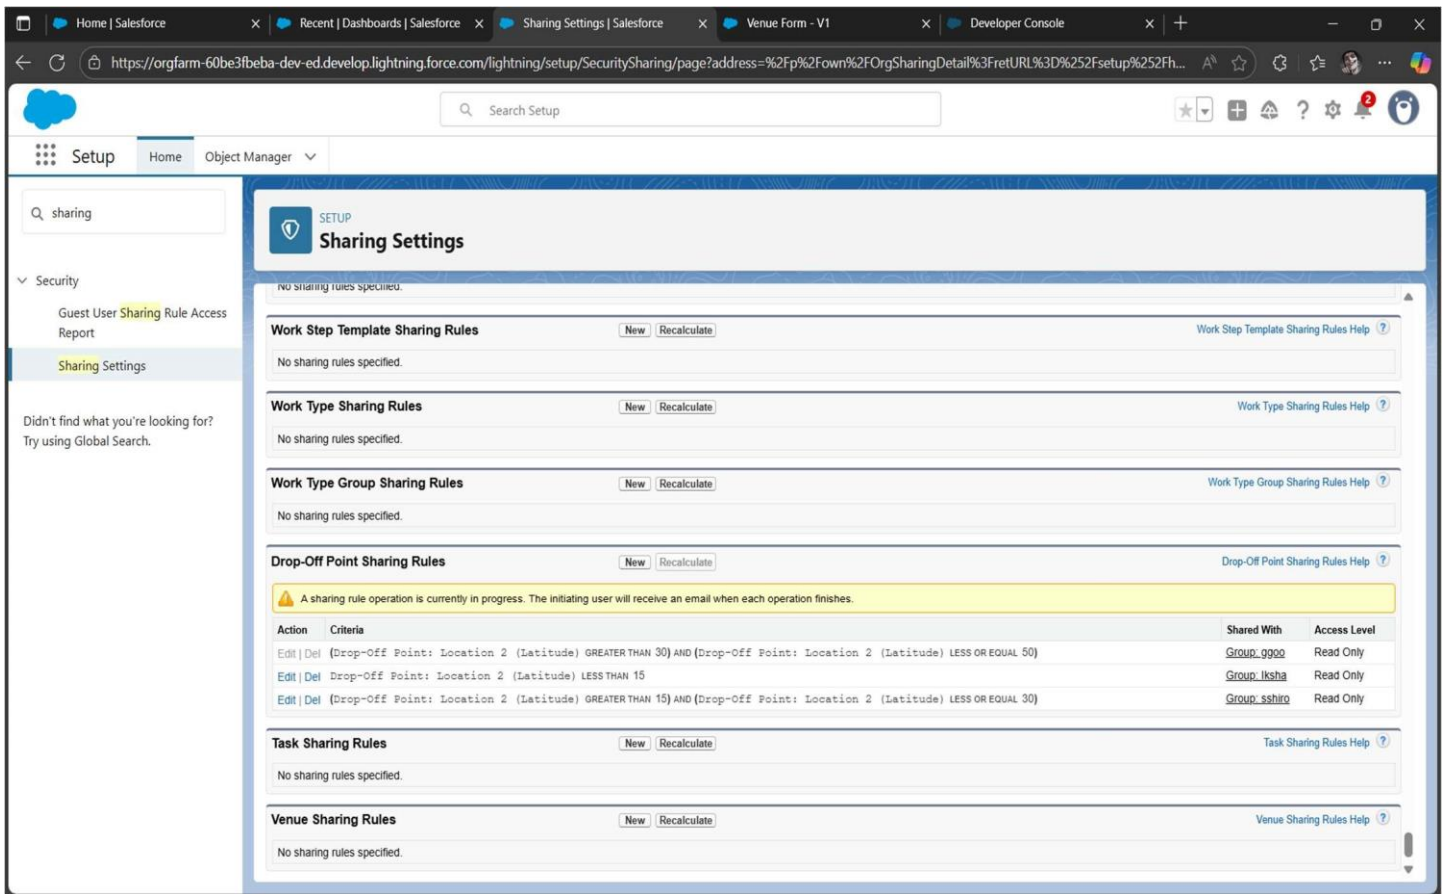 Home | Salesforce
Recent | Dashboards | Salesforce
Sharing Settings | Salesforce
Venue Form - V1
Developer Console
https://orgfarm-60be3fbeba-dev-ed.develop.lightning.force.com/lightning/setup/SecuritySharing/page?address=%2Fp%2Fown%2FOrgSharingDetail%3FretURL%3D%252Fsetup%252Fh...
Search Setup
2
Setup Home Object Manager
sharing
Security
Guest User Sharing Rule Access
Report
Sharing Settings
Didn't find what you're looking for?
Try using Global Search.
SETUP
Sharing Settings
No sharing rules specified.
Work Step Template Sharing Rules New Recalculate Work Step Template Sharing Rules Help ?
No sharing rules specified.
Work Type Sharing Rules New Recalculate Work Type Sharing Rules Help ?
No sharing rules specified.
Work Type Group Sharing Rules New Recalculate Work Type Group Sharing Rules Help ?
No sharing rules specified.
Drop-Off Point Sharing Rules New Recalculate Drop-Off Point Sharing Rules Help ?
A sharing rule operation is currently in progress. The initiating user will receive an email when each operation finishes.
Action Criteria Shared With Access Level
Edit | Del (Drop-Off Point: Location 2 (Latitude) GREATER THAN 30) AND (Drop-Off Point: Location 2 (Latitude) LESS OR EQUAL 50) Group: ggoo Read Only
Edit | Del Drop-Off Point: Location 2 (Latitude) LESS THAN 15 Group: Iksha Read Only
Edit | Del (Drop-Off Point: Location 2 (Latitude) GREATER THAN 15) AND (Drop-Off Point: Location 2 (Latitude) LESS OR EQUAL 30) Group: sshiro Read Only
Task Sharing Rules New Recalculate Task Sharing Rules Help ?
No sharing rules specified.
Venue Sharing Rules New Recalculate Venue Sharing Rules Help ?
No sharing rules specified.